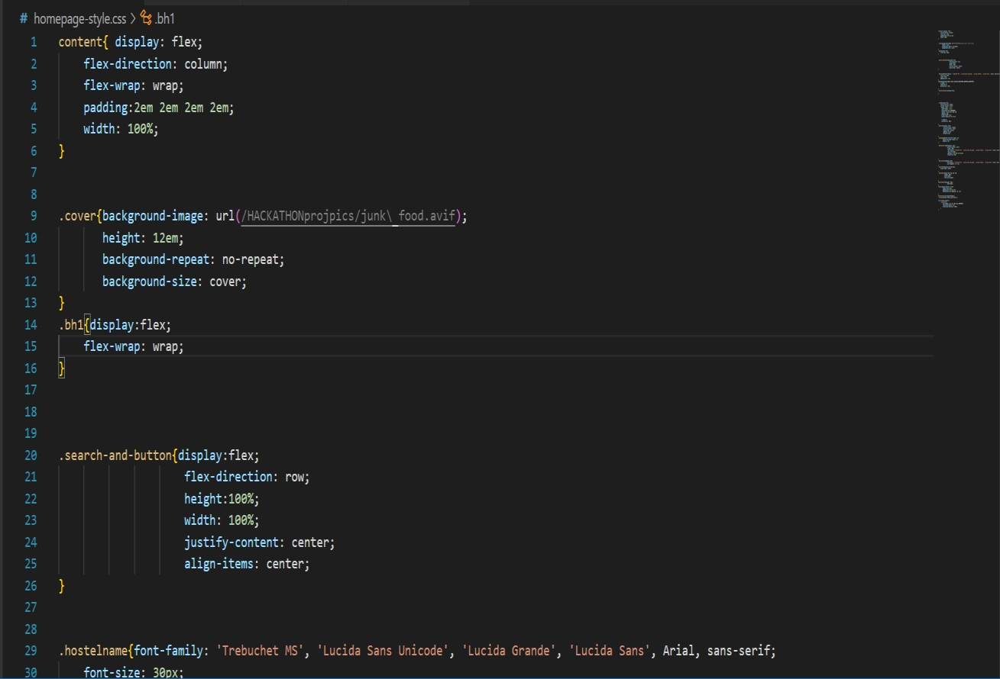 # homepage-style.css > .bh1
1 content{ display: flex;
2 flex-direction: column;
3 flex-wrap: wrap;
4 padding:2em 2em 2em 2em;
5 width: 100%;
6 }
7
8
9 .cover{background-image: url(/HACKATHONprojpics/junk\ food.avif);
10 height: 12em;
11 background-repeat: no-repeat;
12 background-size: cover;
13 }
14 .bh1{display:flex;
15 flex-wrap: wrap;
16 }
17
18
19
20 .search-and-button{display:flex;
21 flex-direction: row;
22 height:100%;
23 width: 100%;
24 justify-content: center;
25 align-items: center;
26 }
27
28
29 .hostelname{font-family: 'Trebuchet MS', 'Lucida Sans Unicode', 'Lucida Grande', 'Lucida Sans', Arial, sans-serif;
30 font-size: 30px;